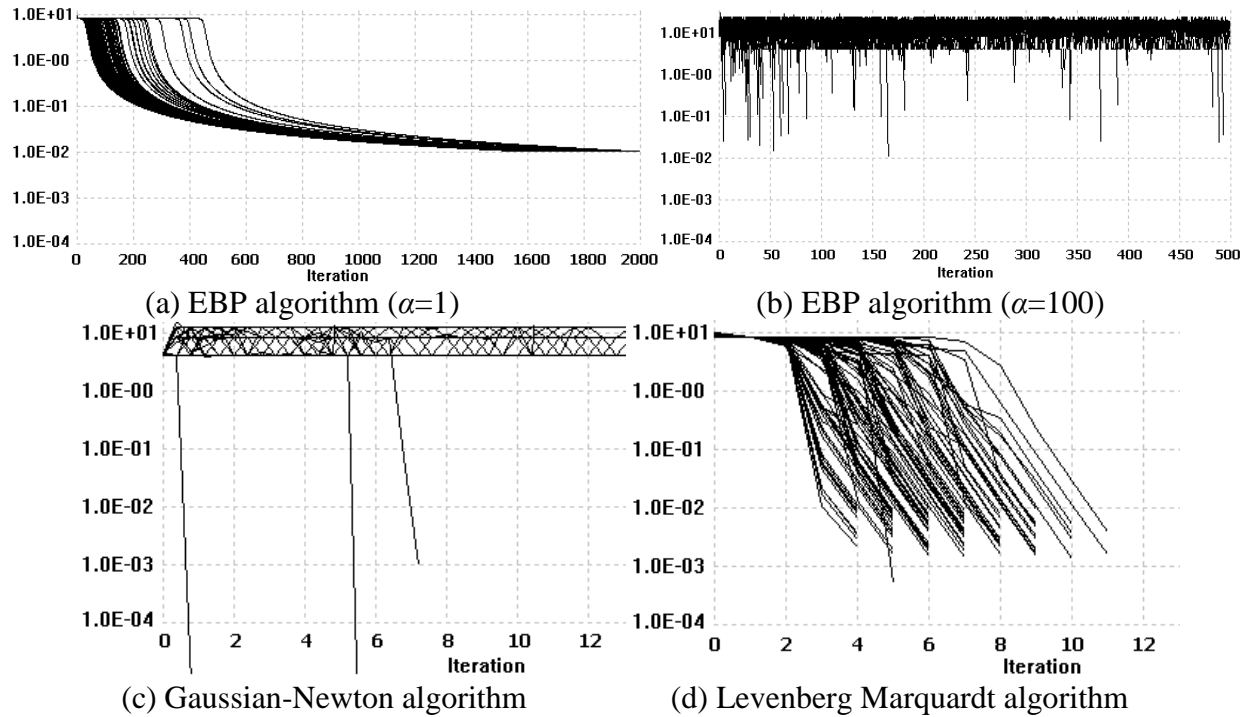 1.0E+01
1.0E-00
1.0E-01
1.0E-02
1.0E-03
1.0E-04
0 200 400 600 800 1000 1200 1400 1600 1800 2000
Iteration
(a) EBP algorithm (α=1)
1.0E+01
1.0E-00
1.0E-01
1.0E-02
1.0E-03
1.0E-04
0 50 100 150 200 250 300 350 400 450 500
Iteration
(b) EBP algorithm (α=100)
1.0E+01
1.0E-00
1.0E-01
1.0E-02
1.0E-03
1.0E-04
0 2 4 6 8 10 12
Iteration
(c) Gaussian-Newton algorithm
1.0E+01
1.0E-00
1.0E-01
1.0E-02
1.0E-03
1.0E-04
0 2 4 6 8 10 12
Iteration
(d) Levenberg Marquardt algorithm